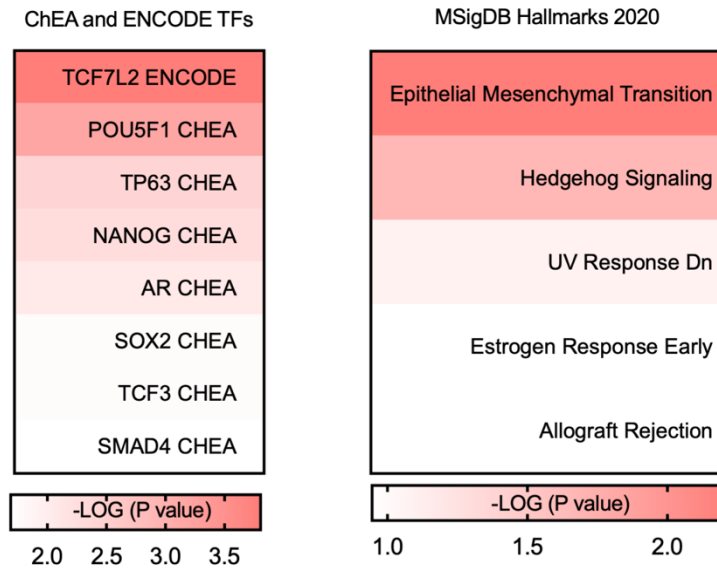 ChEA and ENCODE TFs
TCF7L2 ENCODE
POU5F1 CHEA
TP63 CHEA
NANOG CHEA
AR CHEA
SOX2 CHEA
TCF3 CHEA
SMAD4 CHEA
-LOG (P value)
2.0 2.5 3.0 3.5
MSigDB Hallmarks 2020
Epithelial Mesenchymal Transition
Hedgehog Signaling
UV Response Dn
Estrogen Response Early
Allograft Rejection
-LOG (P value)
1.0 1.5 2.0